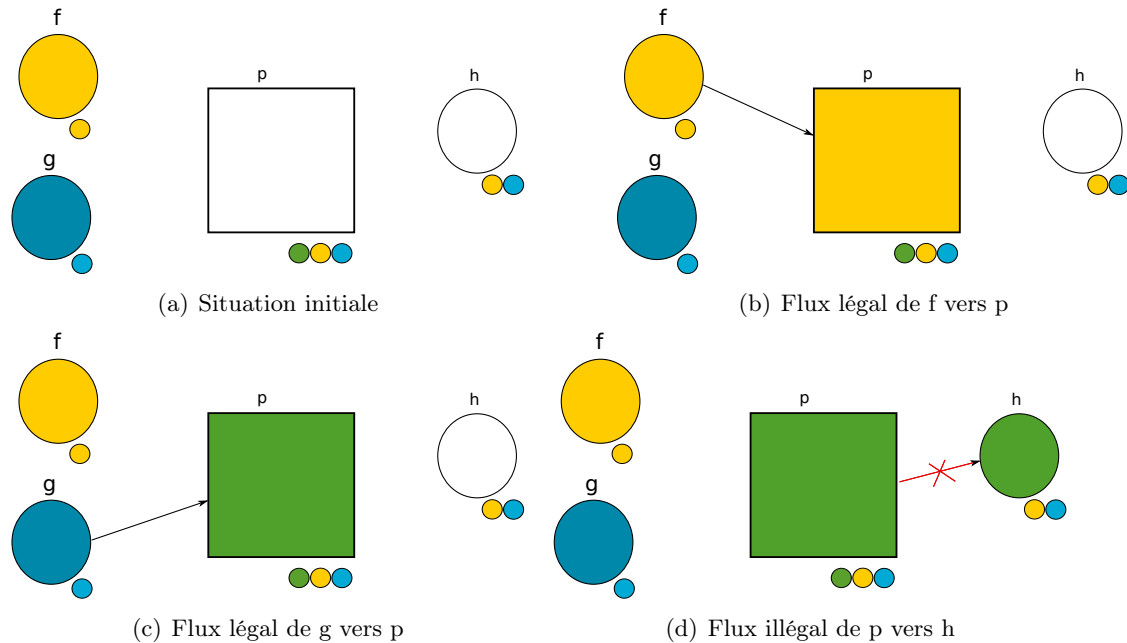 f
p
h
g
(a) Situation initiale
f
p
h
g
(b) Flux légal de f vers p
f
p
h
g
(c) Flux légal de g vers p
f
p
h
g
(d) Flux illégal de p vers h